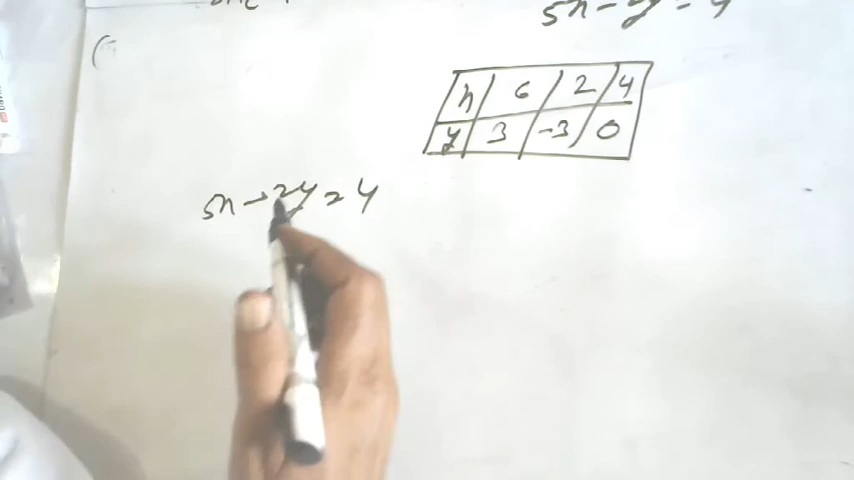 5x - 2y = 4
x 6 2 4
y 3 -3 0
5x - 2y = 4